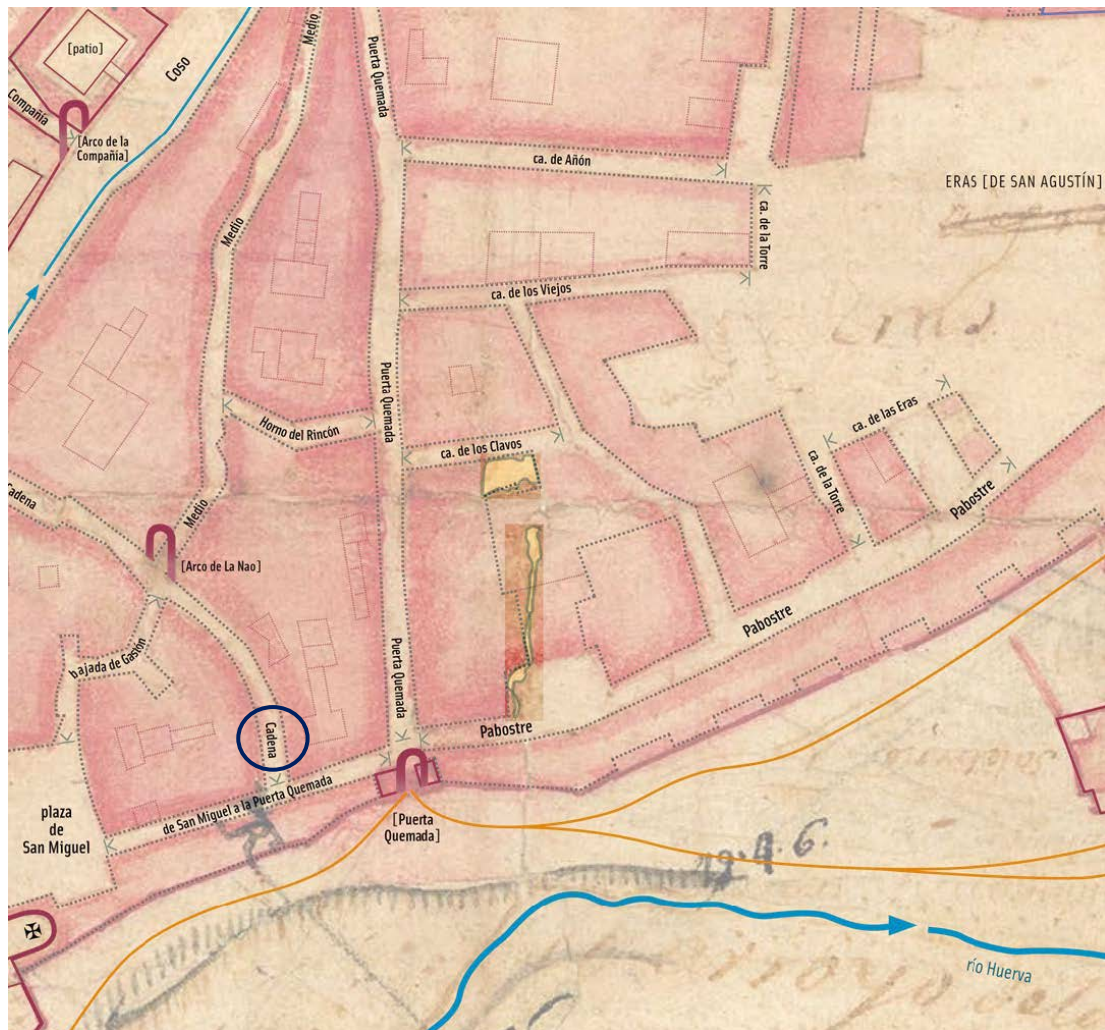 [patio]
Coso
Medio
Puerta Quemada
Compañía
[Arco de la
Compañía]
ca. de Añón
ERAS [DE SAN AGUSTÍN]
ca. de la Torre
Medio
ca. de los Viejos
Puerta Quemada
ca. de las Eras
Horno del Rincón
ca. de los Clavos
ca. de la Torre
Pabostre
Cadena
Medio
[Arco de La Nao]
Pabostre
bajada de Gasión
Puerta Quemada
Cadena
Pabostre
de San Miguel a la Puerta Quemada
plaza
de
San Miguel
[Puerta
Quemada]
río Huerva